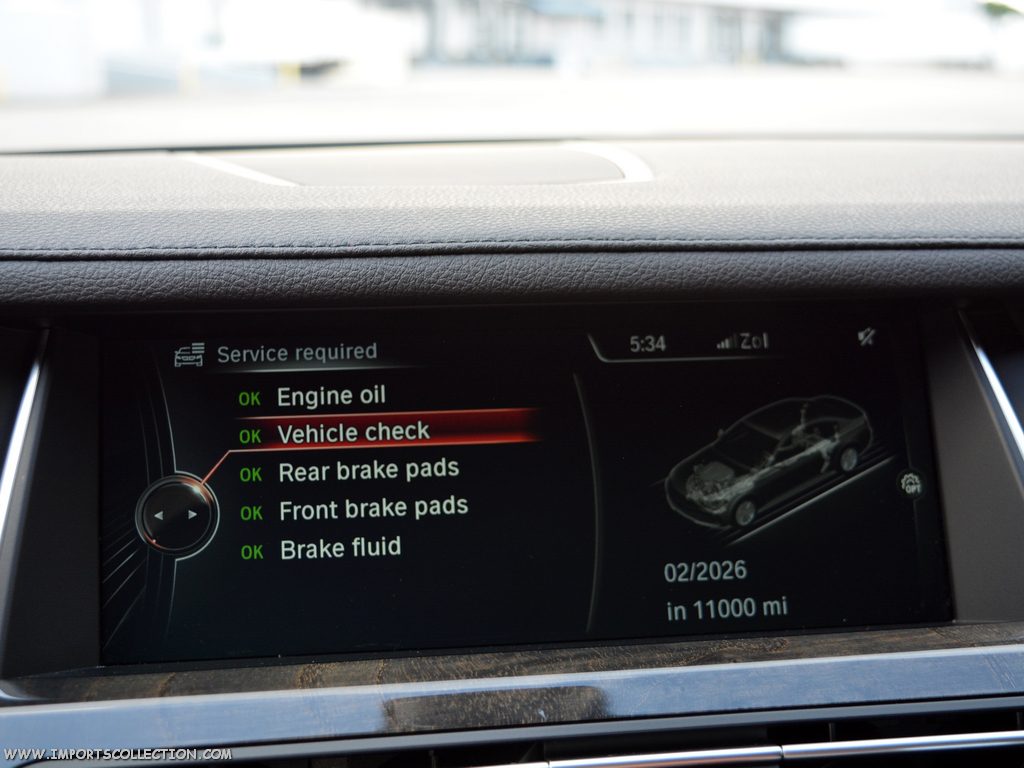 Service required
5:34
Zol
OK Engine oil
OK Vehicle check
OK Rear brake pads
OK Front brake pads
OK Brake fluid
OPT
02/2026
in 11000 mi
WWW.IMPORTSCOLLECTION.COM